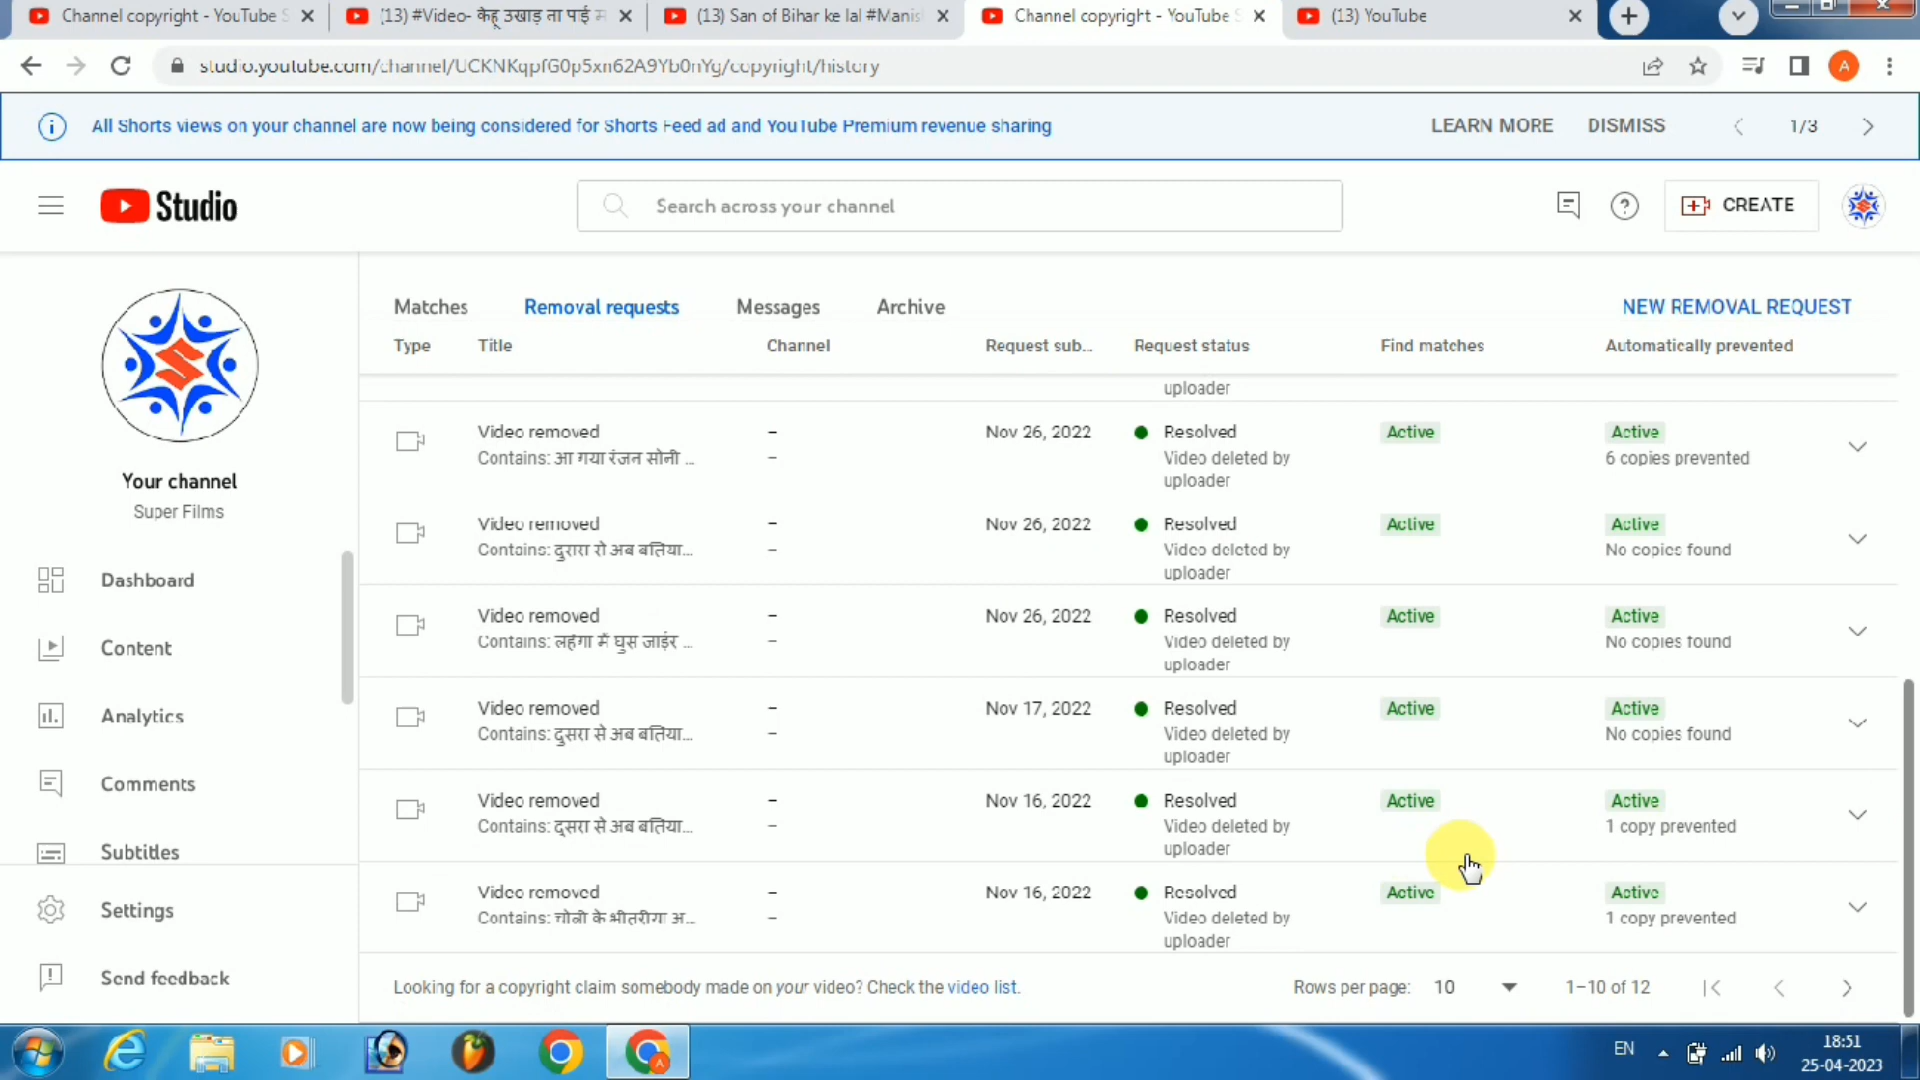 Channel copyright - YouTube S
(13) #Video- केहू उखाड़ ता पाई म
(13) San of Bihar ke lal #Manis
Channel copyright - YouTube S
(13) YouTube
studio.youtube.com/channel/UCKNKqpfG0p5xn62A9Yb0nYg/copyright/history
A
All Shorts views on your channel are now being considered for Shorts Feed ad and YouTube Premium revenue sharing
LEARN MORE DISMISS 1/3
Studio
Search across your channel
CREATE
Your channel
Super Films
Dashboard
Content
Analytics
Comments
Subtitles
Settings
Send feedback
Matches Removal requests Messages Archive NEW REMOVAL REQUEST
Type Title Channel Request sub... Request status Find matches Automatically prevented
uploader
Video removed – Nov 26, 2022 Resolved Active Active
Contains: आ गया रंजन सोनी ... – Video deleted by 6 copies prevented
uploader
Video removed – Nov 26, 2022 Resolved Active Active
Contains: दुसरा से अब बतिया... – Video deleted by No copies found
uploader
Video removed – Nov 26, 2022 Resolved Active Active
Contains: लहंगा में घुस जाईर ... – Video deleted by No copies found
uploader
Video removed – Nov 17, 2022 Resolved Active Active
Contains: दुसरा से अब बतिया... – Video deleted by No copies found
uploader
Video removed – Nov 16, 2022 Resolved Active Active
Contains: दुसरा से अब बतिया... – Video deleted by 1 copy prevented
uploader
Video removed – Nov 16, 2022 Resolved Active Active
Contains: चोली के भीतरीया अ... – Video deleted by 1 copy prevented
uploader
Looking for a copyright claim somebody made on your video? Check the video list.
Rows per page: 10 1–10 of 12
EN
18:51
25-04-2023